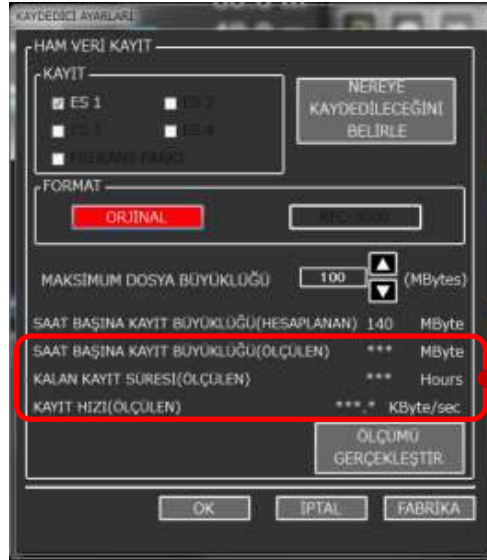 KAYDEDİCİ AYARLARI
HAM VERİ KAYIT
KAYIT
ES 1
ES 2
ES 3
ES 4
NEREYE
KAYDEDİLECEĞİNİ
BELİRLE
FORMAT
ORJİNAL
KFC-3000
MAKSİMUM DOSYA BÜYÜKLÜĞÜ 100 (MBytes)
SAAT BAŞINA KAYIT BÜYÜKLÜĞÜ(HESAPLANAN) 140 MByte
SAAT BAŞINA KAYIT BÜYÜKLÜĞÜ(ÖLÇÜLEN) *** MByte
KALAN KAYIT SÜRESİ(ÖLÇÜLEN) *** Hours
KAYIT HIZI(ÖLÇÜLEN) ***.* KByte/sec
ÖLÇÜMÜ
GERÇEKLEŞTİR
OK İPTAL FABRİKA